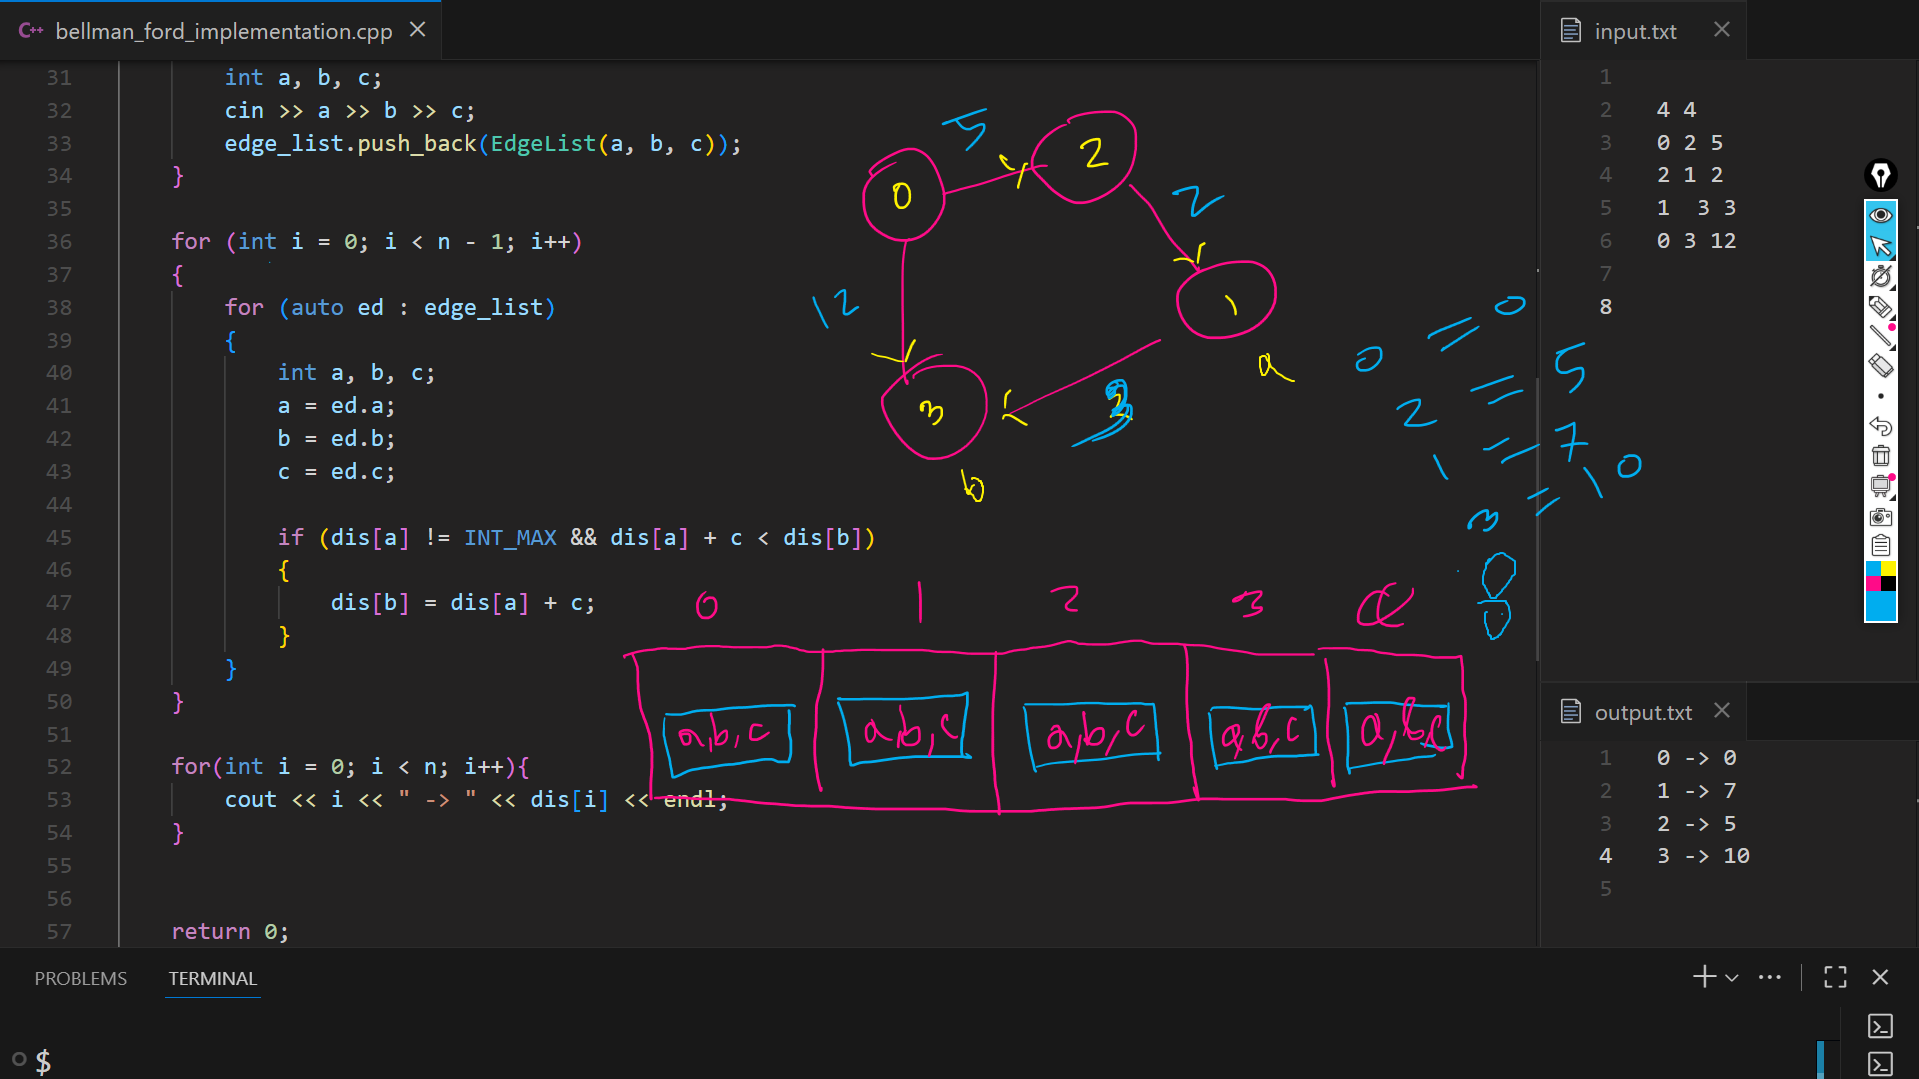 C++ bellman_ford_implementation.cpp
31 int a, b, c;
32 cin >> a >> b >> c;
33 edge_list.push_back(EdgeList(a, b, c));
34 }
35
36 for (int i = 0; i < n - 1; i++)
37 {
38 for (auto ed : edge_list)
39 {
40 int a, b, c;
41 a = ed.a;
42 b = ed.b;
43 c = ed.c;
44
45 if (dis[a] != INT_MAX && dis[a] + c < dis[b])
46 {
47 dis[b] = dis[a] + c;
48 }
49 }
50 }
51
52 for(int i = 0; i < n; i++){
53 cout << i << " -> " << dis[i] << endl;
54 }
55
56
57 return 0;
5
0
2
2
12
1
a
3
3
b
0 = 0
2 = 5
1 = 7
3 = 10
0 1 2 3
a,b,c a,b,c a,b,c a,b,c a,b,c
input.txt
1
2 4 4
3 0 2 5
4 2 1 2
5 1  3 3
6 0 3 12
7
8
output.txt
1 0 -> 0
2 1 -> 7
3 2 -> 5
4 3 -> 10
5
PROBLEMS TERMINAL
$